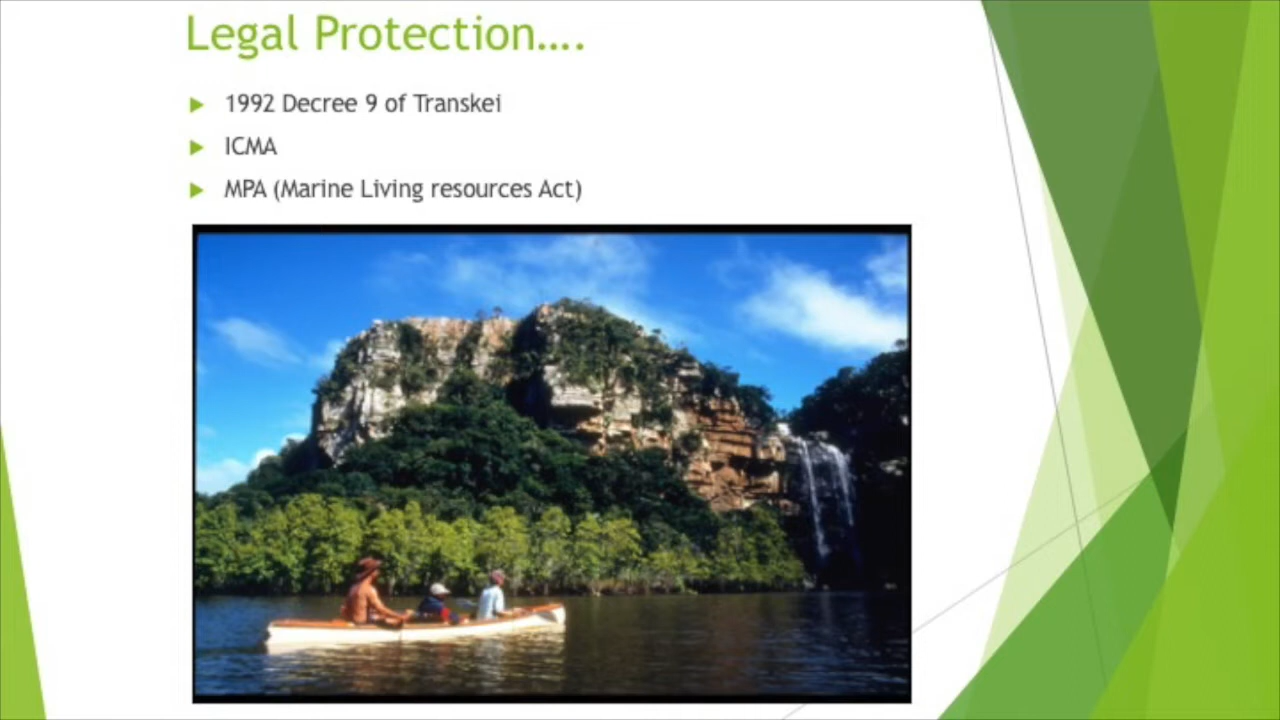 Legal Protection....
1992 Decree 9 of Transkei
ICMA
MPA (Marine Living resources Act)